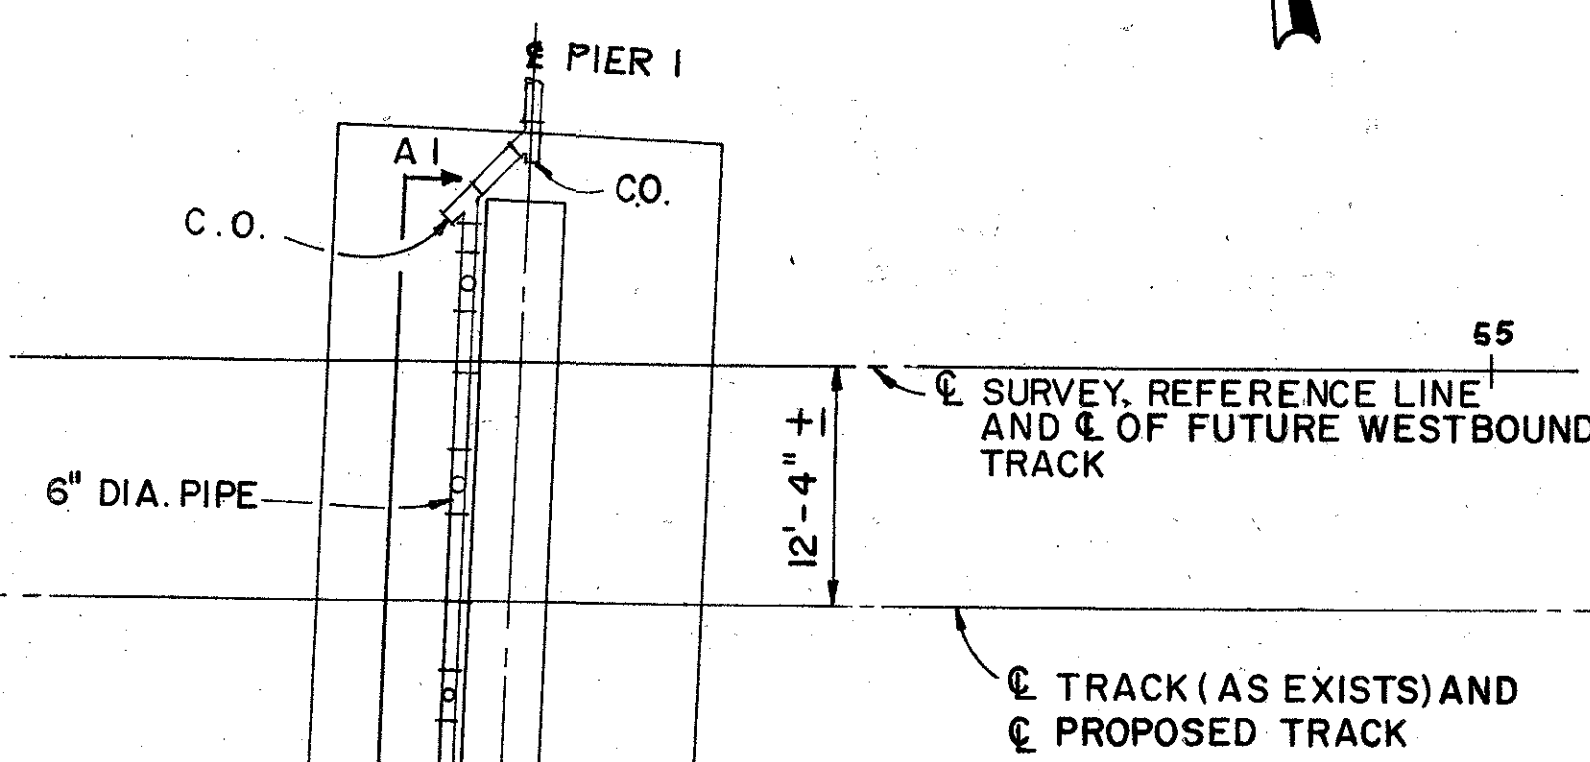 ℄ PIER 1
A 1
C.O.
C.O.
55
℄ SURVEY, REFERENCE LINE
AND ℄ OF FUTURE WESTBOUND
TRACK
12'-4" ±
6" DIA. PIPE
℄ TRACK (AS EXISTS) AND
℄ PROPOSED TRACK